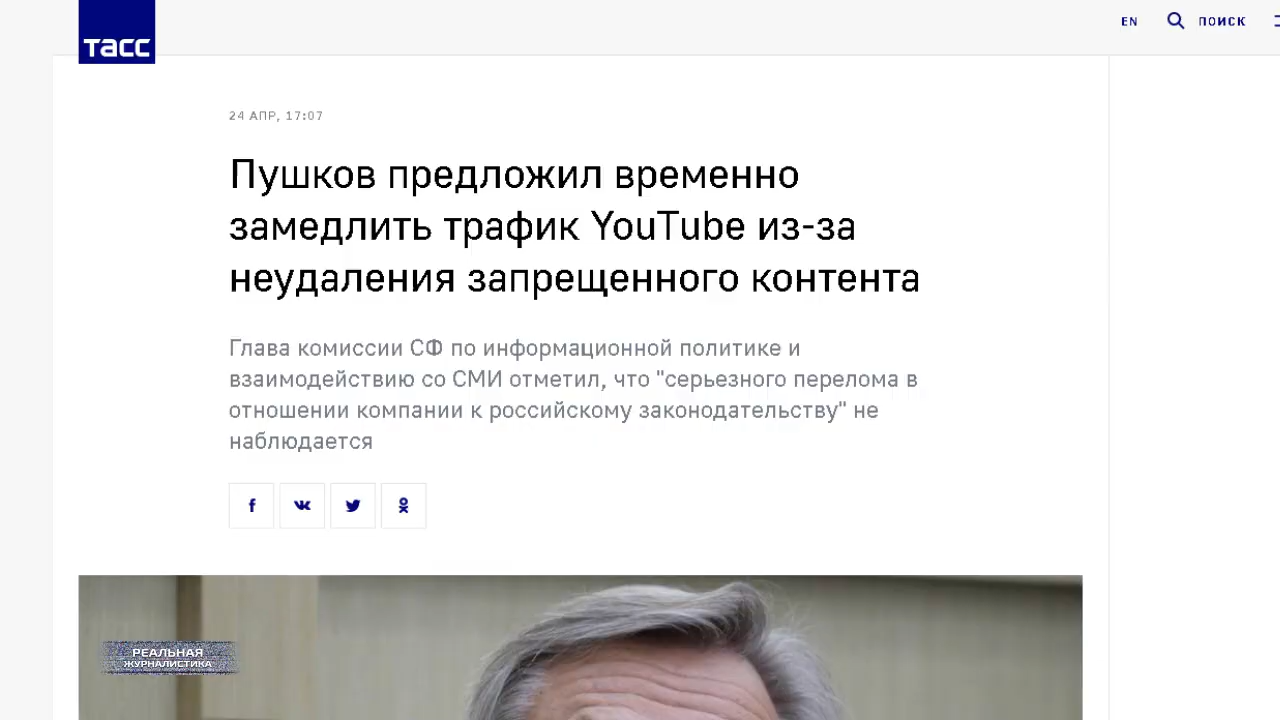 тасс
EN ПОИСК
24 АПР, 17:07
Пушков предложил временно
замедлить трафик YouTube из-за
неудаления запрещенного контента
Глава комиссии СФ по информационной политике и
взаимодействию со СМИ отметил, что "серьезного перелома в
отношении компании к российскому законодательству" не
наблюдается
РЕАЛЬНАЯ
ЖУРНАЛИСТИКА